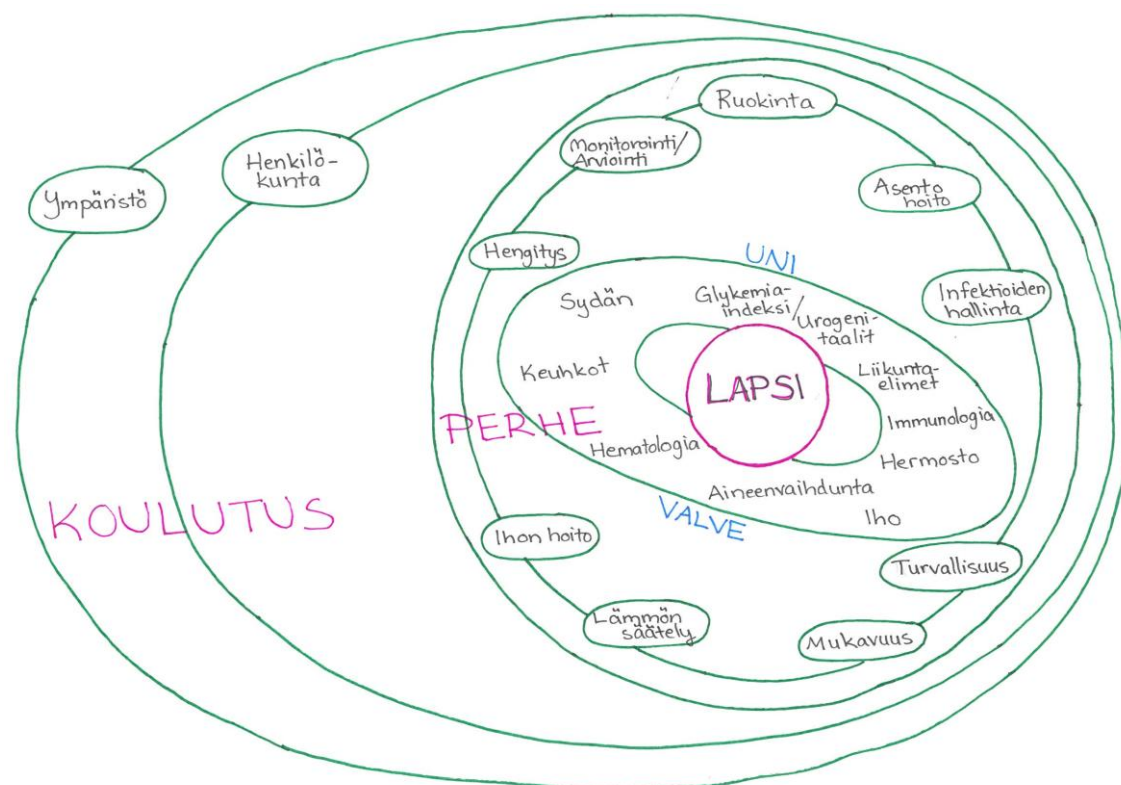 Ruokinta
Monitorointi/
Arviointi
Henkilö-
kunta
Ympäristö
Asento
hoito
Hengitys
UNI
Infektioiden
hallinta
Sydän
Glykemia-
indeksi/
Urogeni-
taalit
Keuhkot
LAPSI
Liikunta-
elimet
PERHE
Immunologia
Hematologia
Hermosto
Aineenvaihdunta
KOULUTUS
VALVE
Iho
Ihon hoito
Turvallisuus
Lämmön
säätely
Mukavuus